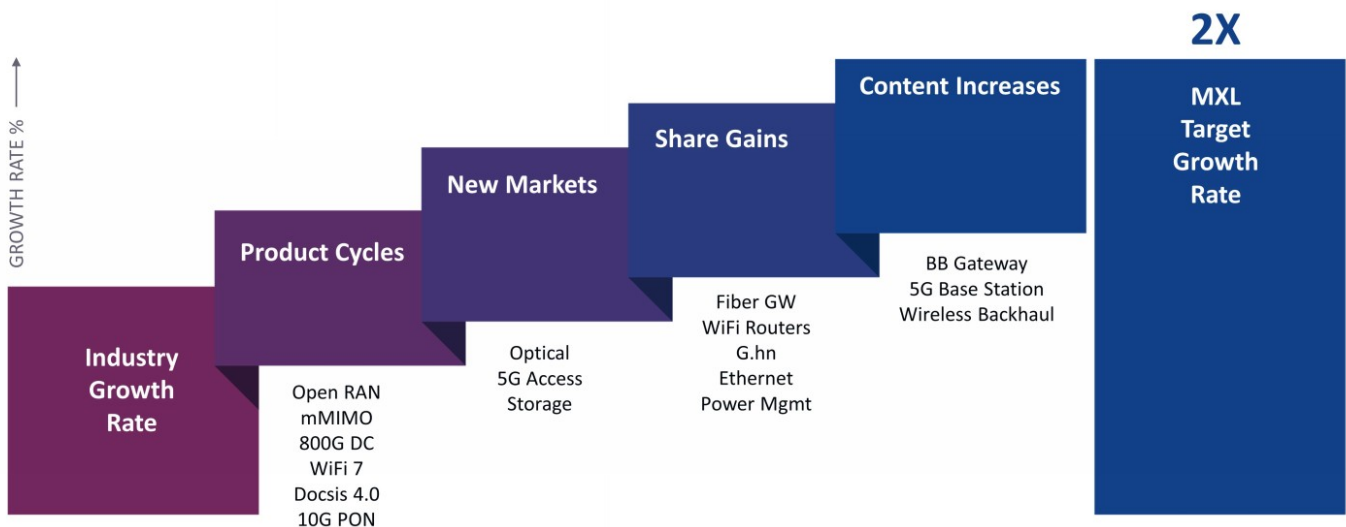 GROWTH RATE %
Industry
Growth
Rate
Product Cycles
Open RAN
mMIMO
800G DC
WiFi 7
Docsis 4.0
10G PON
New Markets
Optical
5G Access
Storage
Share Gains
Fiber GW
WiFi Routers
G.hn
Ethernet
Power Mgmt
Content Increases
BB Gateway
5G Base Station
Wireless Backhaul
2X
MXL
Target
Growth
Rate